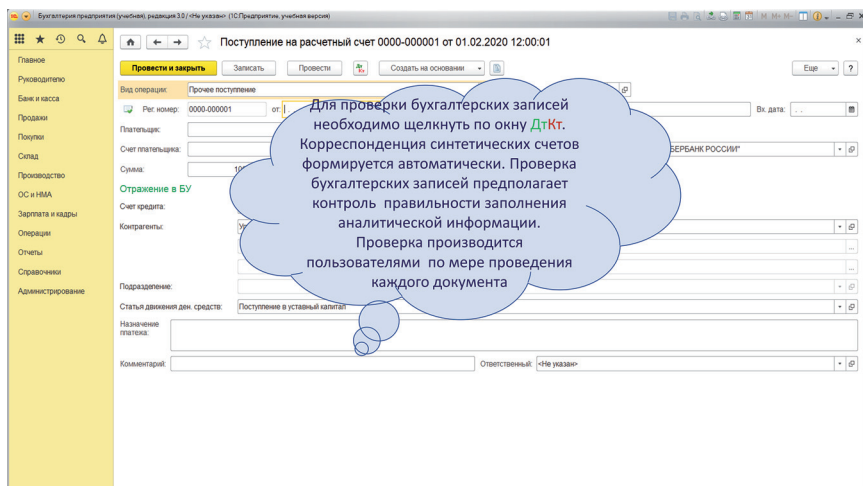 Бухгалтерия предприятия (учебная), редакция 3.0 / <Не указан> (1С:Предприятие, учебная версия)
M M+ M-
Поступление на расчетный счет 0000-000001 от 01.02.2020 12:00:01
Главное
Руководителю
Банк и касса
Продажи
Покупки
Склад
Производство
ОС и НМА
Зарплата и кадры
Операции
Отчеты
Справочники
Администрирование
Провести и закрыть Записать Провести Дт Кт Создать на основании Еще ?
Вид операции: Прочее поступление
Рег. номер: 0000-000001 от: Вх. дата: . .
Плательщик:
Счет плательщика: РОССИИ"
Сумма:
Отражение в БУ
Счет кредита:
Контрагенты:
Подразделение:
Статья движения ден. средств: Поступление в уставный капитал
Назначение
платежа:
Комментарий: Ответственный: <Не указан>
Для проверки бухгалтерских записей
необходимо щелкнуть по окну ДтКт.
Корреспонденция синтетических счетов
формируется автоматически. Проверка
бухгалтерских записей предполагает
контроль правильности заполнения
аналитической информации.
Проверка производится
пользователями по мере проведения
каждого документа